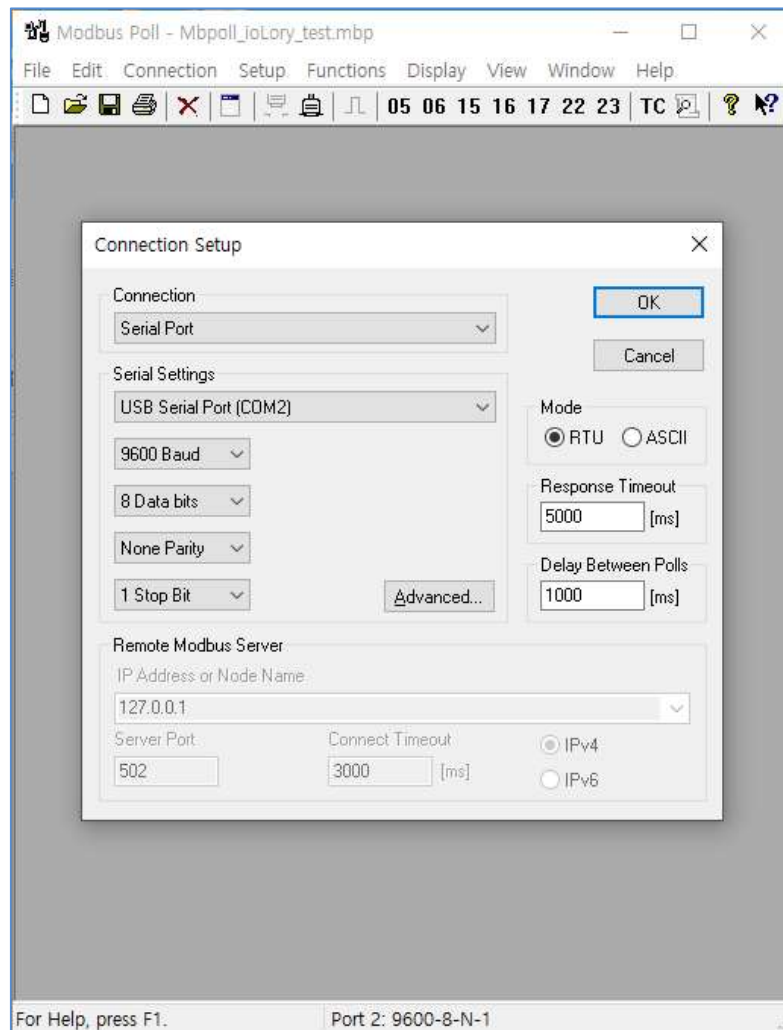 Modbus Poll - Mbpoll_ioLory_test.mbp
File Edit Connection Setup Functions Display View Window Help
05 06 15 16 17 22 23 TC
Connection Setup
Connection
Serial Port
OK
Cancel
Serial Settings
USB Serial Port (COM2)
9600 Baud
8 Data bits
None Parity
1 Stop Bit
Advanced...
Mode
RTU ASCII
Response Timeout
5000 [ms]
Delay Between Polls
1000 [ms]
Remote Modbus Server
IP Address or Node Name
127.0.0.1
Server Port Connect Timeout
502 3000 [ms]
IPv4
IPv6
For Help, press F1. Port 2: 9600-8-N-1